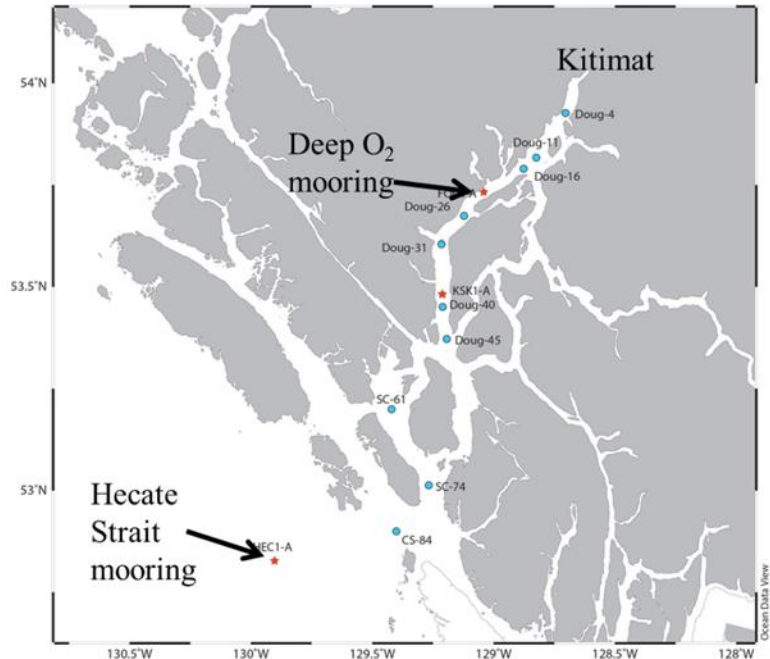 54°N
Kitimat
Doug-4
Doug-11
Deep O₂
mooring
Doug-16
Doug-26
Doug-31
53.5°N
KSK1-A
Doug-40
Doug-45
SC-61
53°N
Hecate
Strait
mooring
SC-74
CS-84
HEC1-A
Ocean Data View
130.5°W
130°W
129.5°W
129°W
128.5°W
128°W